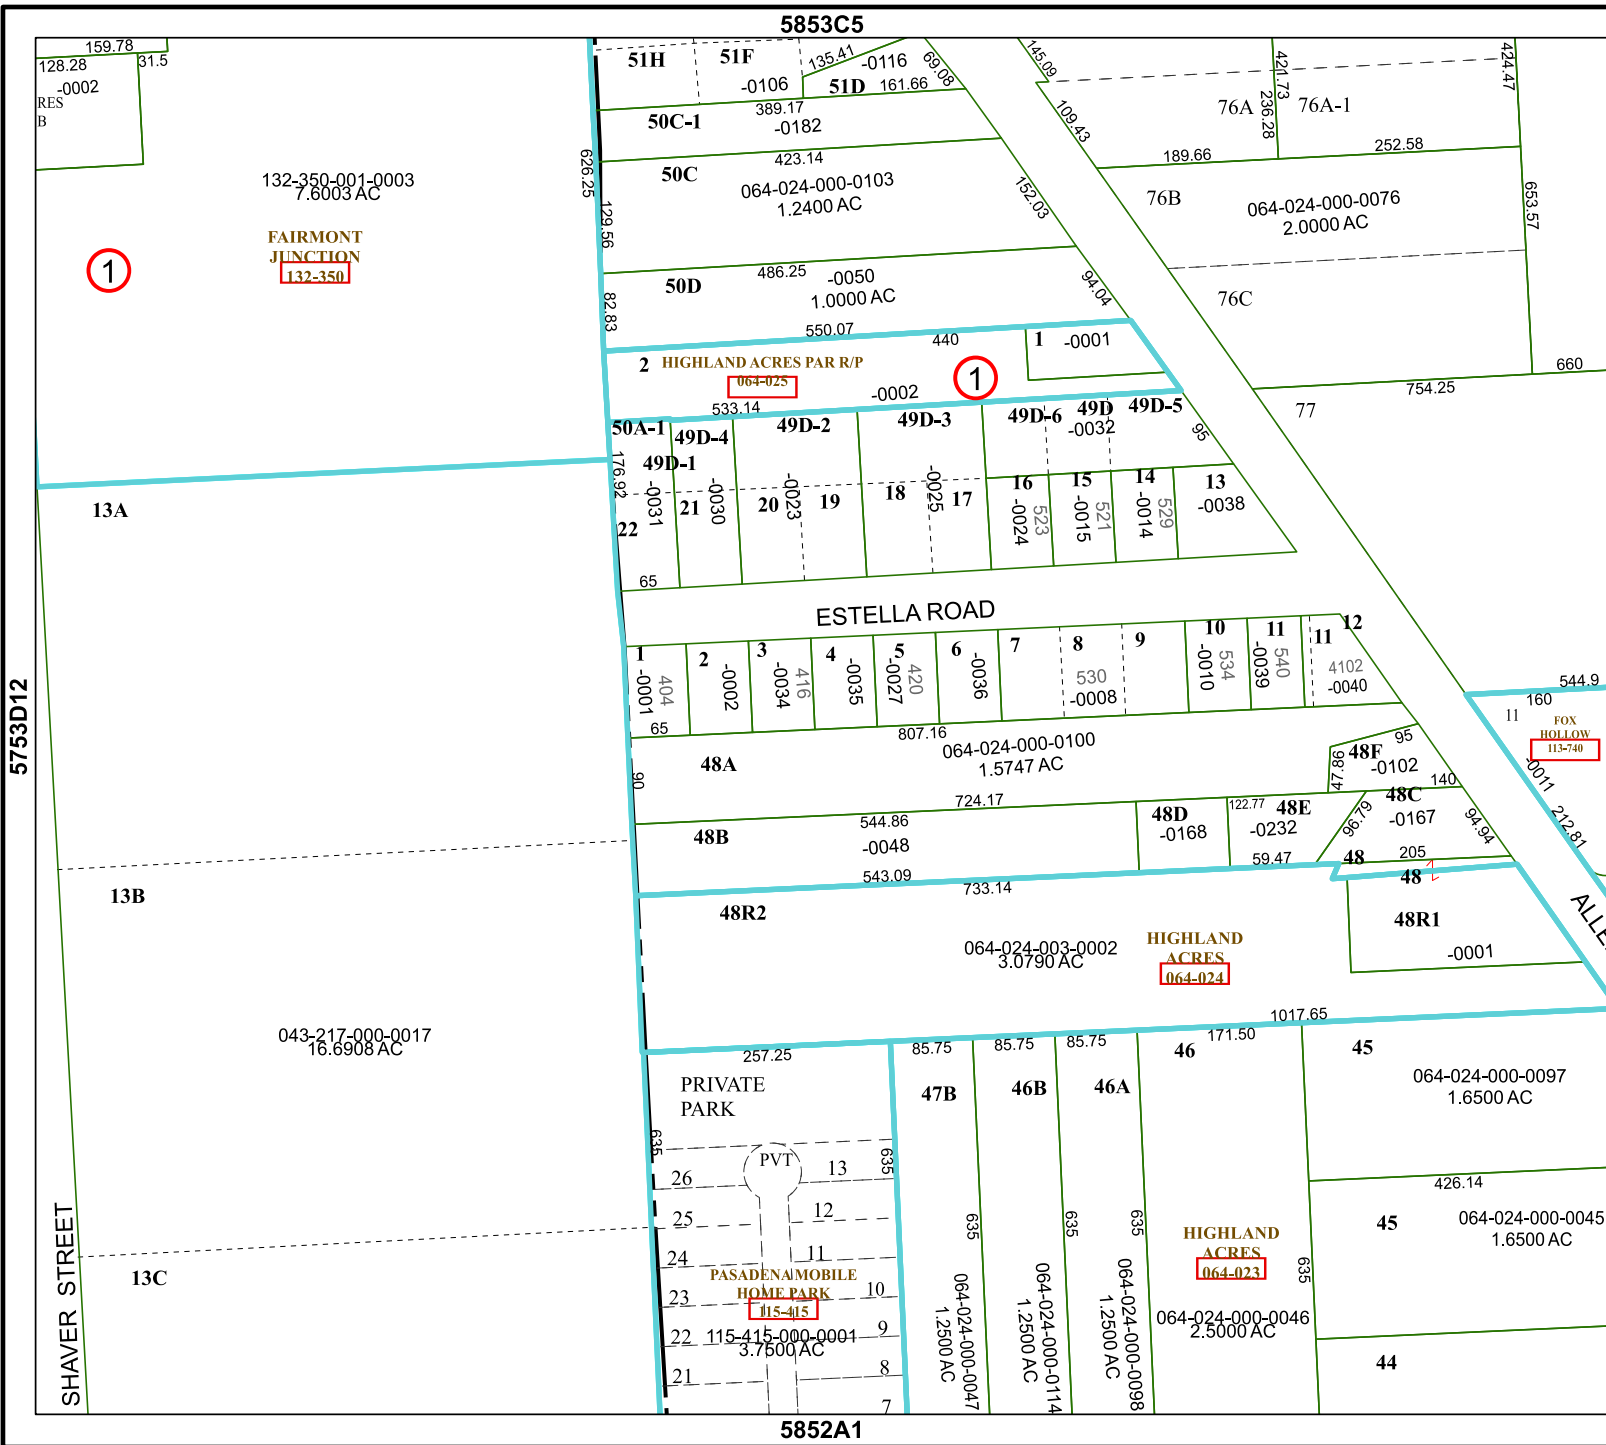 5853C5
159.78
128.28
31.5
-0002
RES
B
132-350-001-0003
7.6003 AC
FAIRMONT
JUNCTION
132-350
1
626.25
129.56
82.83
51H
51F
-0106
135.41
-0116
51D
161.66
69.08
389.17
50C-1
-0182
423.14
50C
064-024-000-0103
1.2400 AC
152.03
486.25
50D
-0050
1.0000 AC
94.04
550.07
440
2
HIGHLAND ACRES PAR R/P
064-025
-0002
1
1
-0001
533.14
145.09
109.43
421.73
236.28
424.47
76A
76A-1
189.66
252.58
76B
064-024-000-0076
2.0000 AC
653.57
76C
660
754.25
77
50A-1
49D-4
49D-2
49D-3
49D-6
49D
49D-5
-0032
95
49D-1
176.92
-0031
-0030
-0023
-0025
22
21
20
19
18
17
16
15
14
13
-0024
523
-0015
521
-0014
529
-0038
65
ESTELLA ROAD
1
2
3
4
5
6
7
8
9
10
11
11
12
-0001
404
-0002
-0034
416
-0035
-0027
420
-0036
530
-0008
-0010
534
-0039
540
4102
-0040
65
807.16
064-024-000-0100
1.5747 AC
48A
90
47.86
48F
95
-0102
140
724.17
544.86
48B
-0048
48D
-0168
122.77
48E
-0232
96.79
48C
-0167
94.94
59.47
48
205
48
543.09
733.14
48R2
48R1
-0001
064-024-003-0002
3.0790 AC
HIGHLAND
ACRES
064-024
1017.65
544.9
160
11
FOX
HOLLOW
113-740
-0011
212.81
ALLE
5753D12
13A
13B
043-217-000-0017
16.6908 AC
13C
SHAVER STREET
257.25
PRIVATE
PARK
635
635
PVT
26
25
24
23
22
21
13
12
11
10
9
8
7
PASADENA MOBILE
HOME PARK
115-415
115-415-000-0001
3.7500 AC
85.75
85.75
85.75
171.50
47B
46B
46A
46
45
635
635
635
635
064-024-000-0047
1.2500 AC
064-024-000-0114
1.2500 AC
064-024-000-0098
1.2500 AC
HIGHLAND
ACRES
064-023
064-024-000-0046
2.5000 AC
064-024-000-0097
1.6500 AC
426.14
45
064-024-000-0045
1.6500 AC
44
5852A1